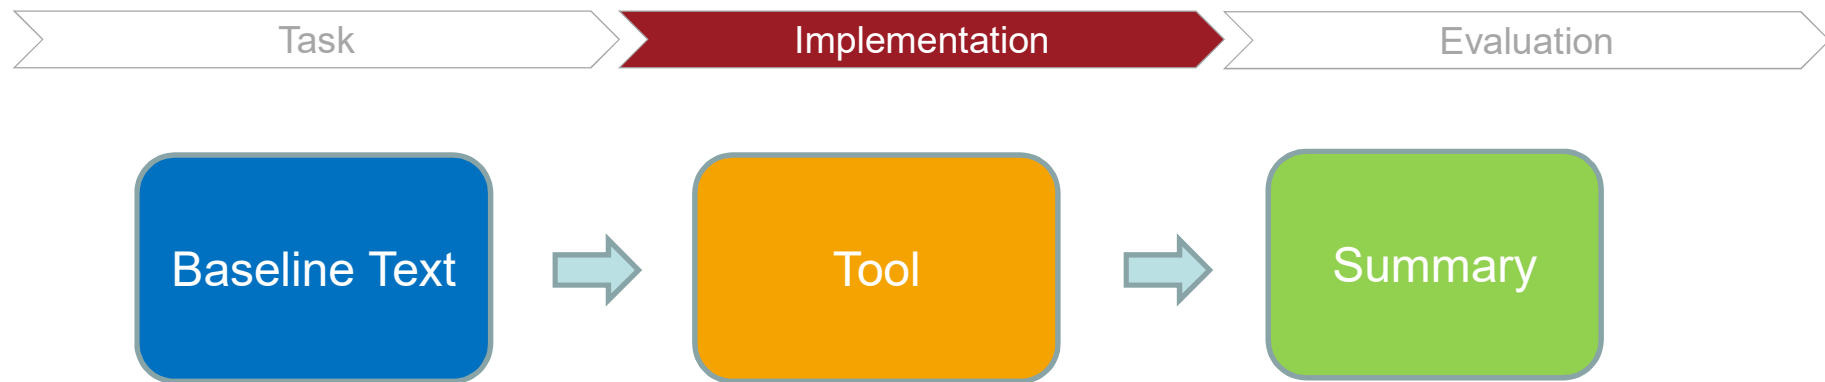 Task
Implementation
Evaluation
Baseline Text
Tool
Summary